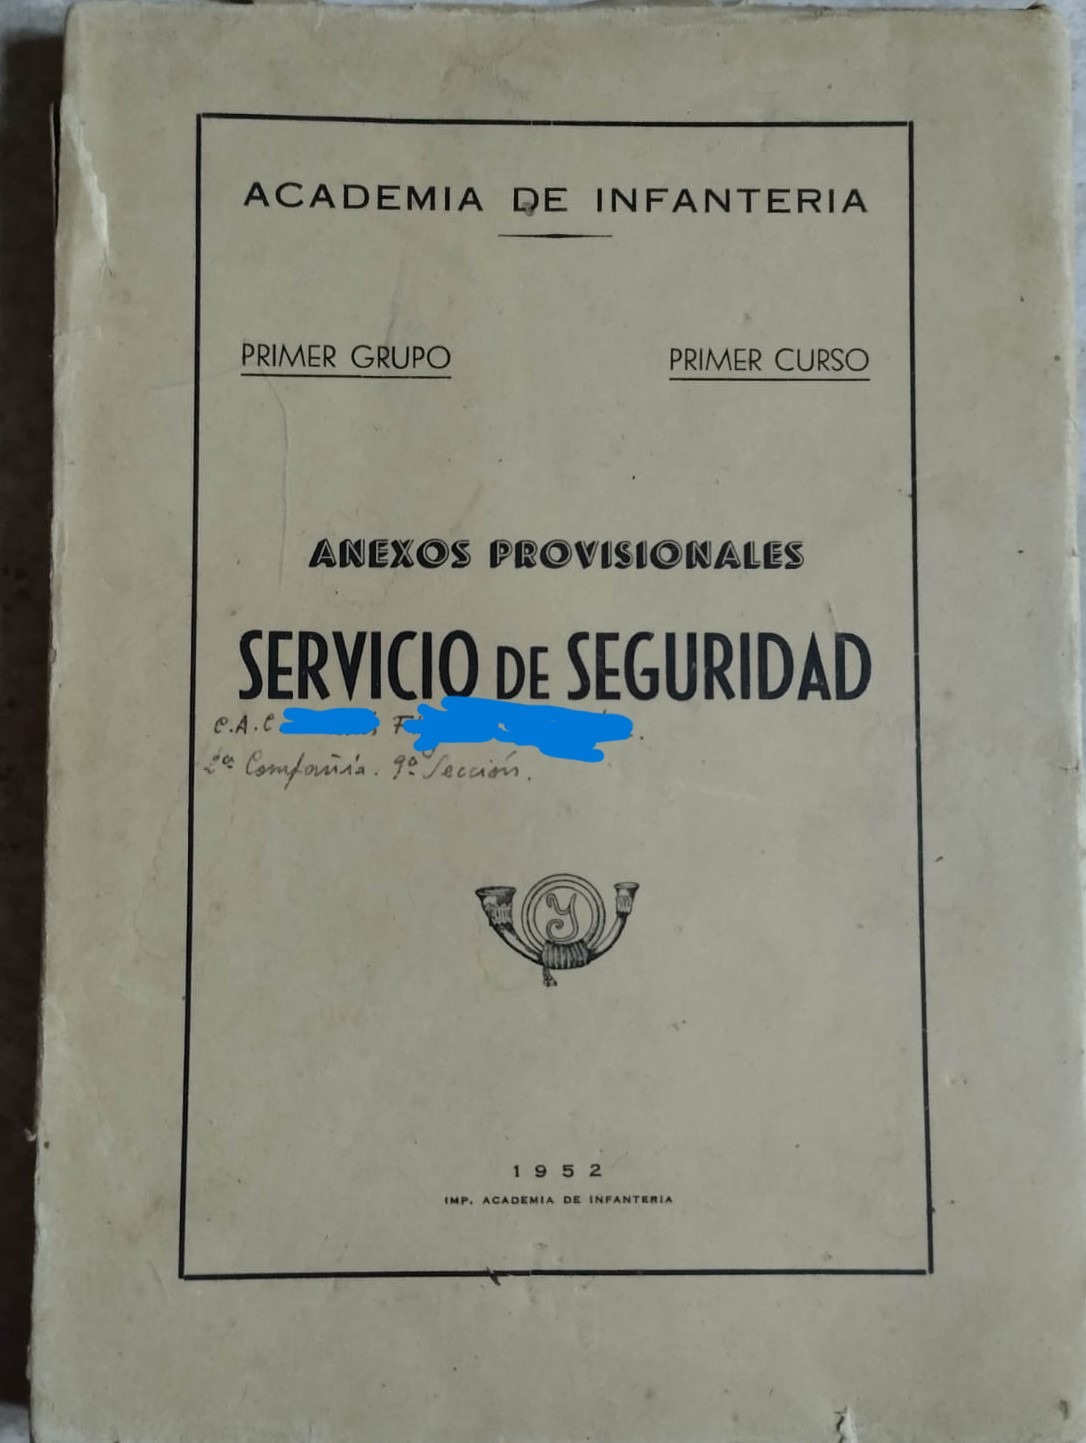 ACADEMIA DE INFANTERIA
PRIMER GRUPO PRIMER CURSO
ANEXOS PROVISIONALES
SERVICIO DE SEGURIDAD
C.A.C
2ª Compañía. 9ª Sección.
Y
1952
IMP. ACADEMIA DE INFANTERIA